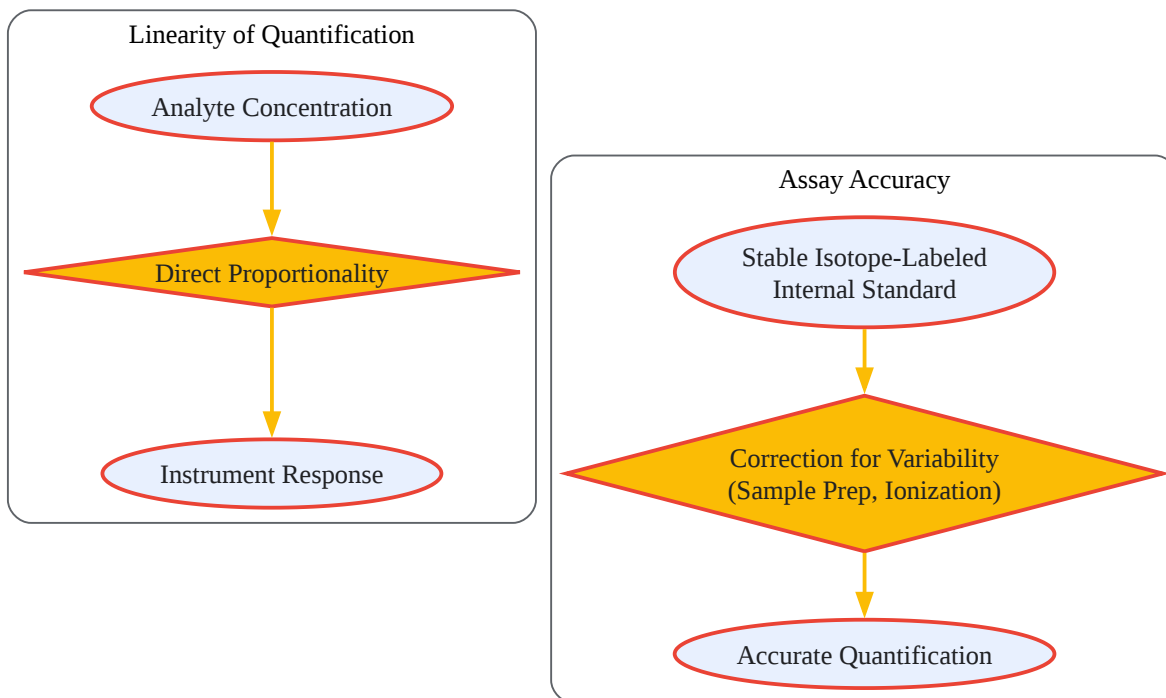 Linearity of Quantification
Analyte Concentration
Direct Proportionality
Instrument Response
Assay Accuracy
Stable Isotope-Labeled
Internal Standard
Correction for Variability
(Sample Prep, Ionization)
Accurate Quantification